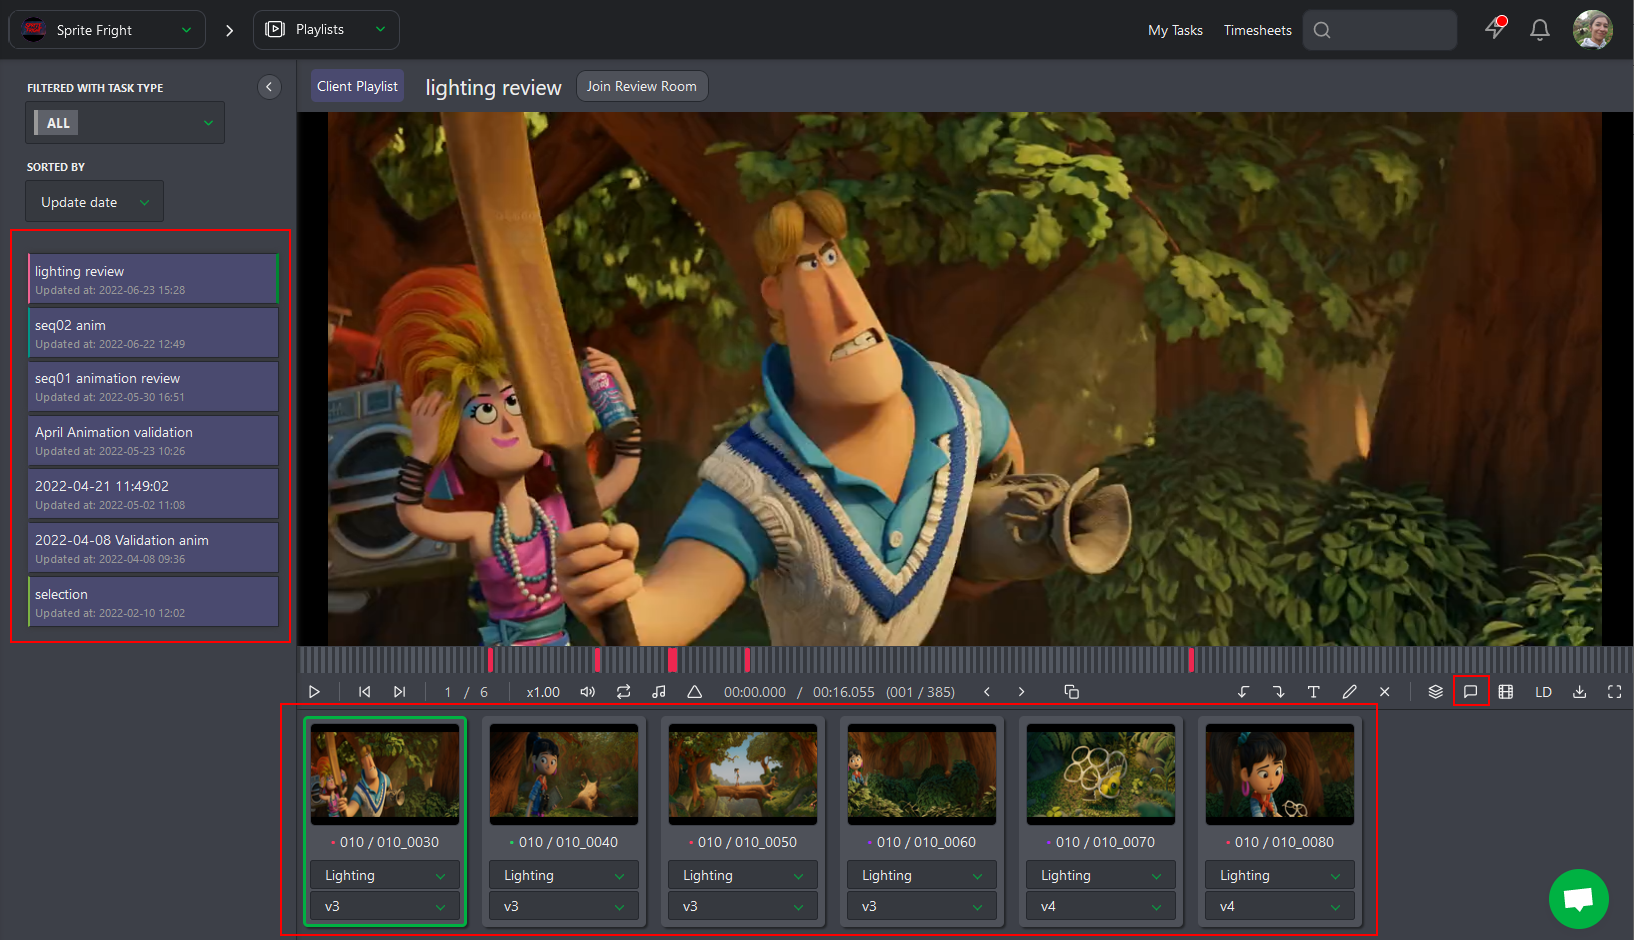 Sprite Fright
Playlists
My Tasks
Timesheets
FILTERED WITH TASK TYPE
ALL
SORTED BY
Update date
lighting review
Updated at: 2022-06-23 15:28
seq02 anim
Updated at: 2022-06-22 12:49
seq01 animation review
Updated at: 2022-05-30 16:51
April Animation validation
Updated at: 2022-05-23 10:26
2022-04-21 11:49:02
Updated at: 2022-05-02 11:08
2022-04-08 Validation anim
Updated at: 2022-04-08 09:36
selection
Updated at: 2022-02-10 12:02
Client Playlist
lighting review
Join Review Room
1 / 6
x1.00
00:00.000 / 00:16.055 (001 / 385)
LD
010 / 010_0030
Lighting
v3
010 / 010_0040
Lighting
v3
010 / 010_0050
Lighting
v3
010 / 010_0060
Lighting
v3
010 / 010_0070
Lighting
v4
010 / 010_0080
Lighting
v4